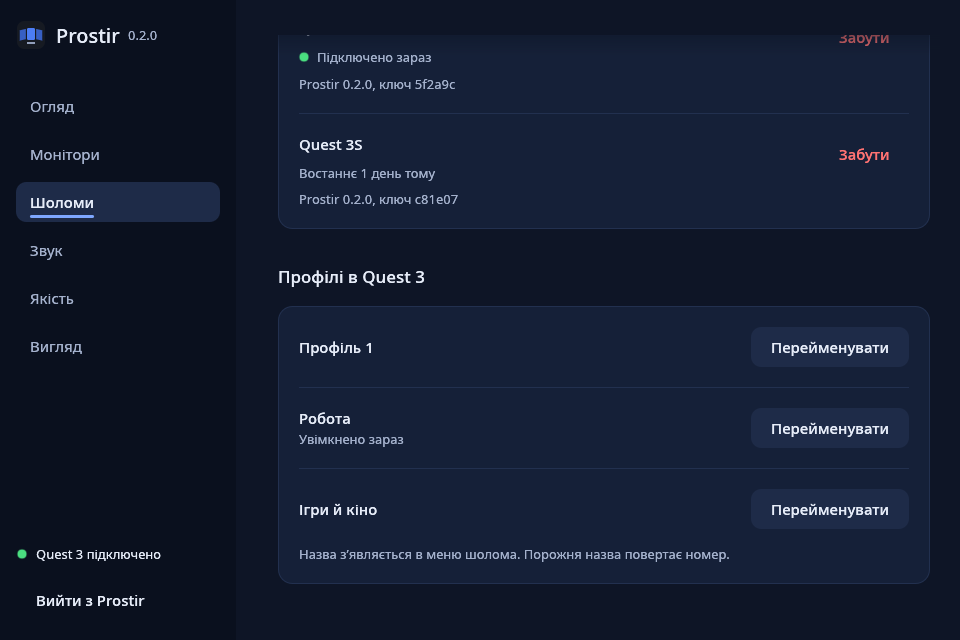 Prostir 0.2.0
Огляд
Монітори
Шоломи
Звук
Якість
Вигляд
Quest 3 підключено
Вийти з Prostir
Забути
Підключено зараз
Prostir 0.2.0, ключ 5f2a9c
Quest 3S
Забути
Востаннє 1 день тому
Prostir 0.2.0, ключ c81e07
Профілі в Quest 3
Профіль 1
Перейменувати
Робота
Увімкнено зараз
Перейменувати
Ігри й кіно
Перейменувати
Назва з’являється в меню шолома. Порожня назва повертає номер.